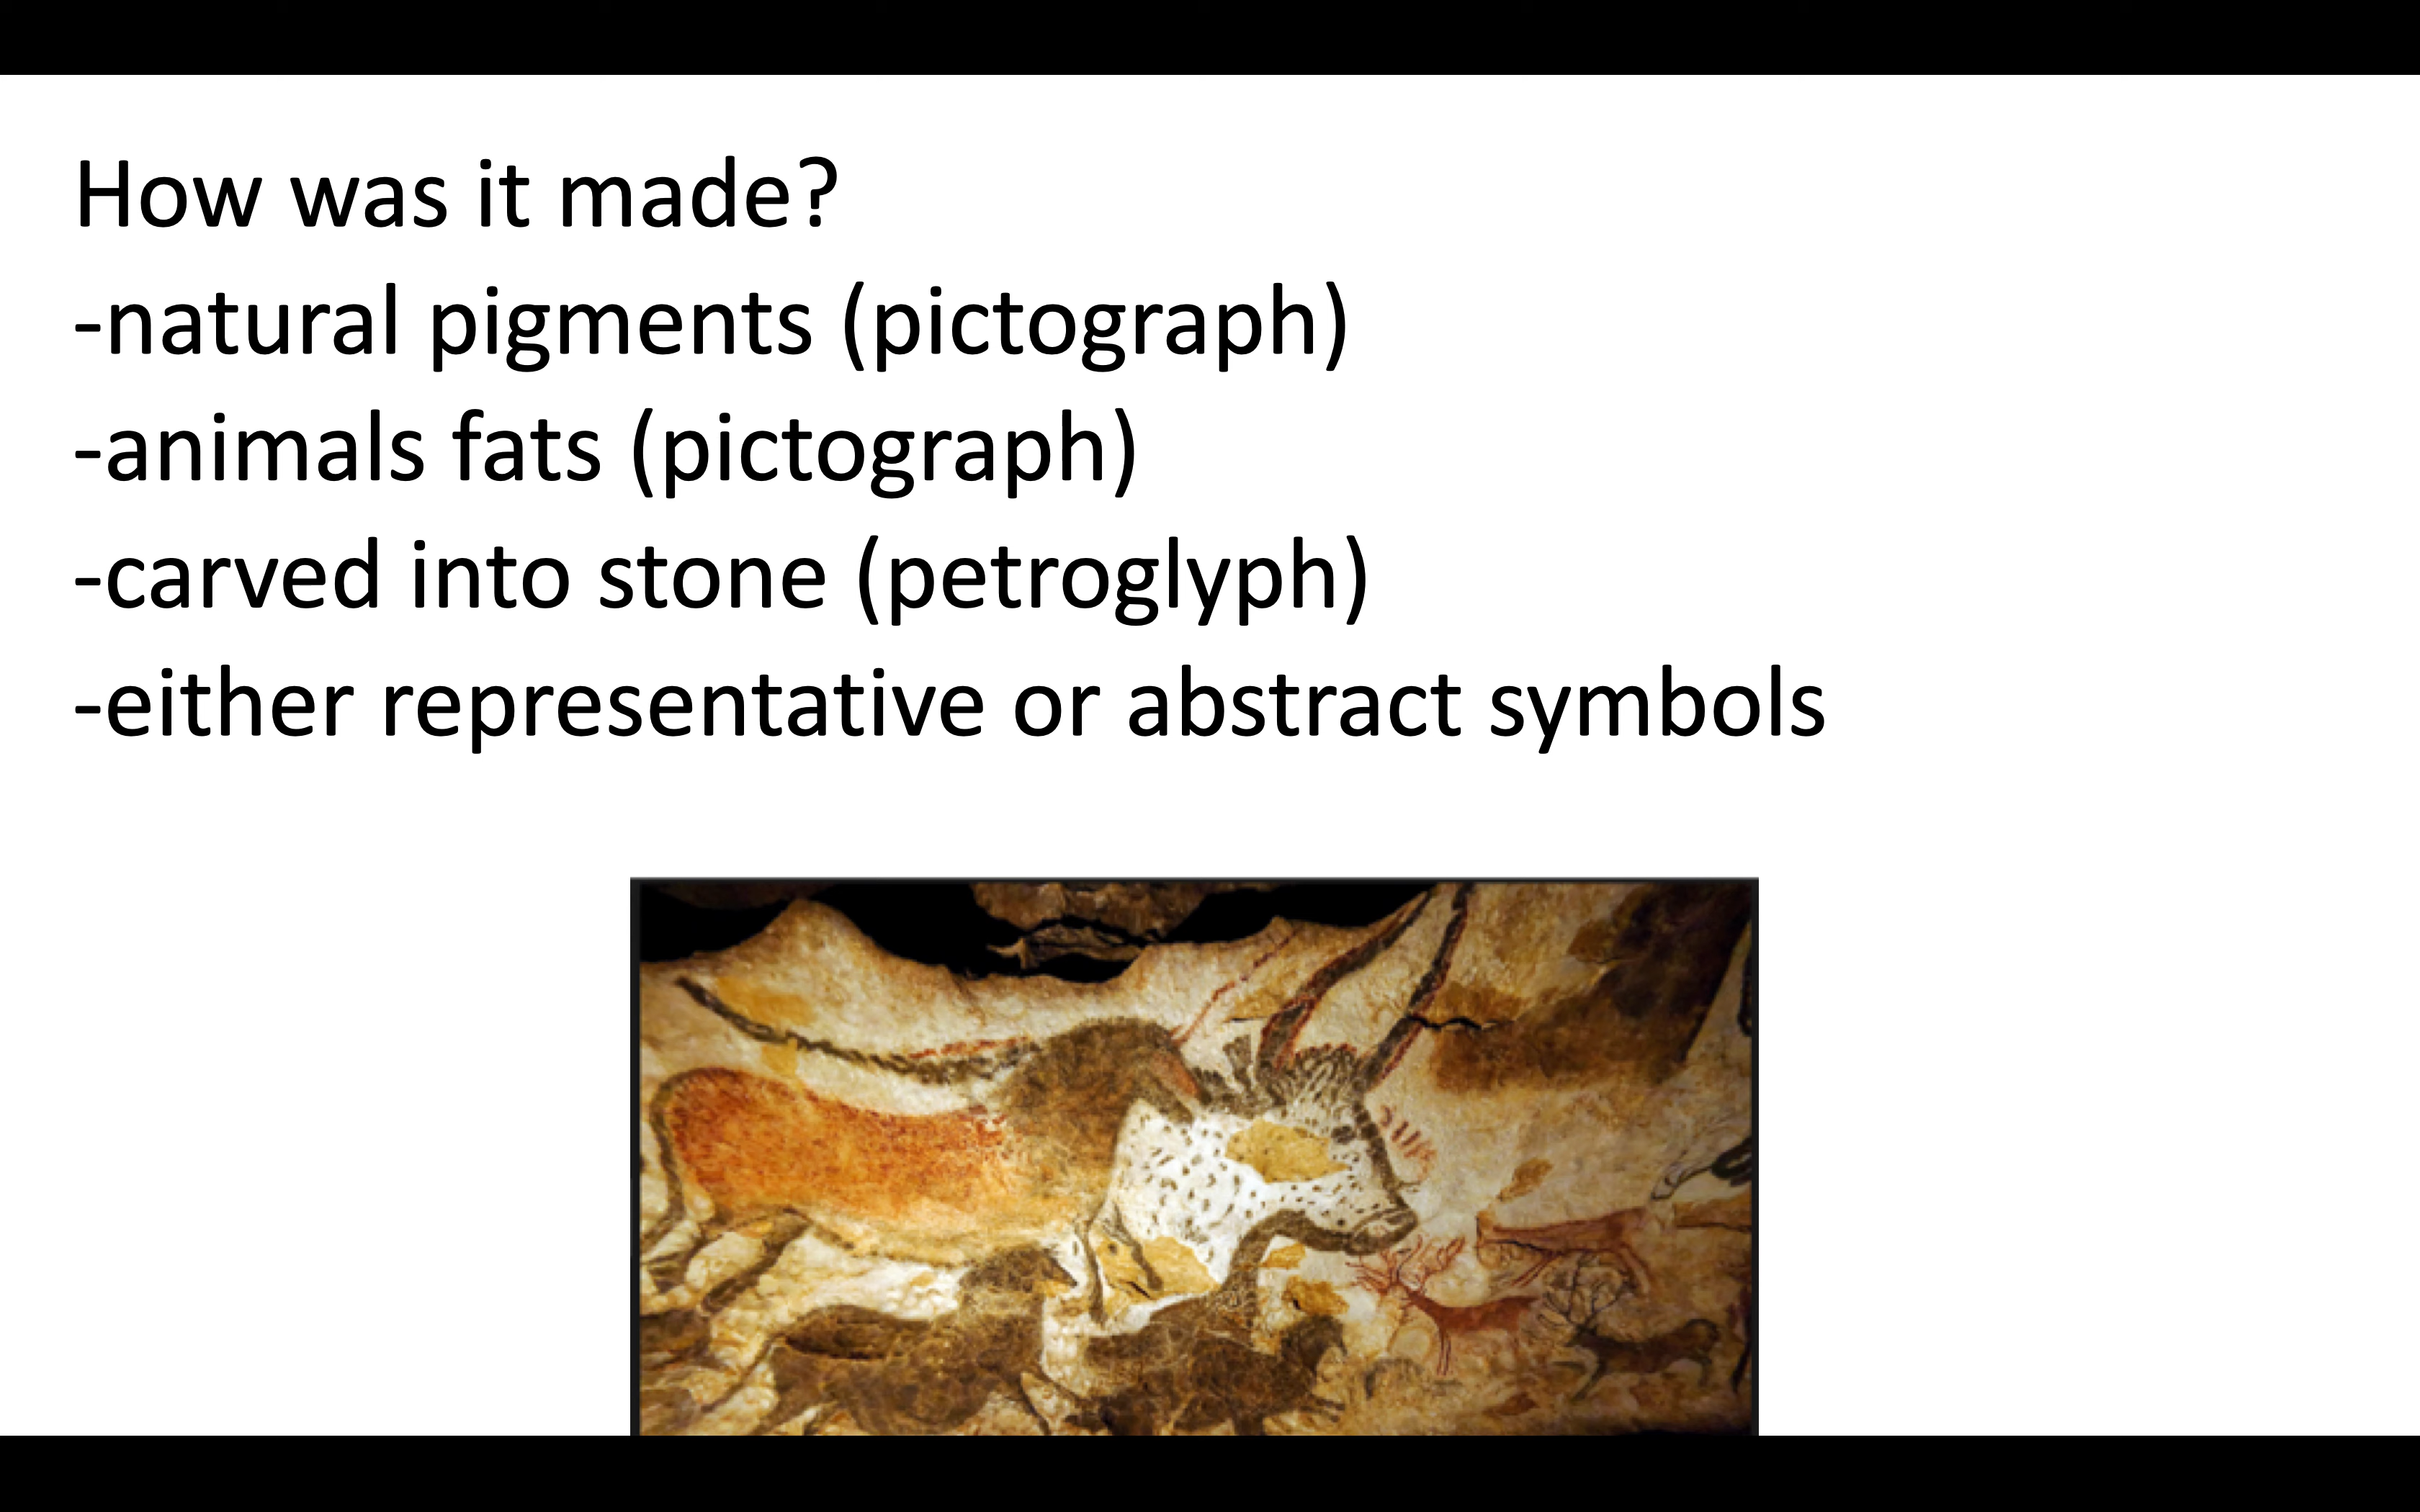 How was it made?
-natural pigments (pictograph)
-animals fats (pictograph)
-carved into stone (petroglyph)
-either representative or abstract symbols